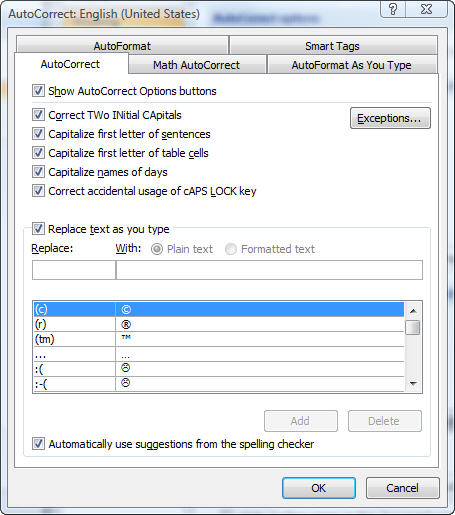 AutoCorrect: English (United States)
AutoFormat Smart Tags
AutoCorrect Math AutoCorrect AutoFormat As You Type
Show AutoCorrect Options buttons
Correct TWo INitial CApitals
Exceptions...
Capitalize first letter of sentences
Capitalize first letter of table cells
Capitalize names of days
Correct accidental usage of cAPS LOCK key
Replace text as you type
Replace: With: Plain text Formatted text
(c) ©
(r) ®
(tm) ™
... …
:( ☹
:-( ☹
Add Delete
Automatically use suggestions from the spelling checker
OK Cancel